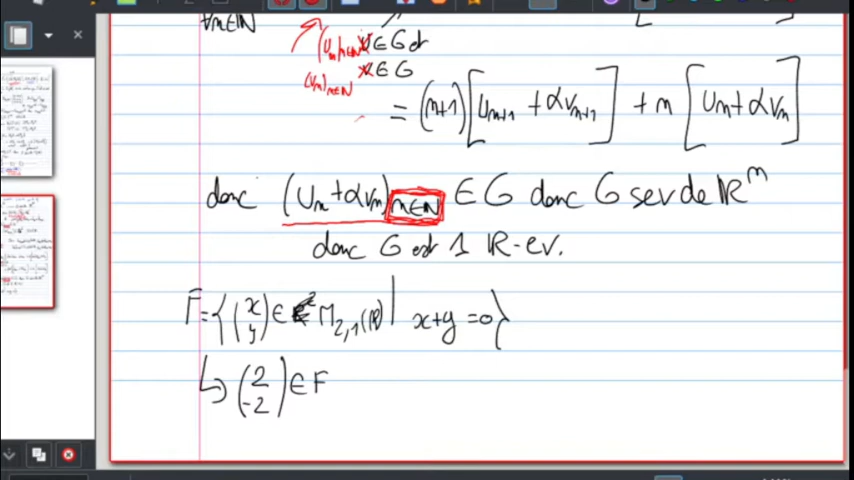 ∀n∈ℕ
(Un)n∈ℕ ∈ G et
(Vn)n∈ℕ ∈ G
= (n+1)[Un+1 + αVn+1] + n[Un+αVn]
donc (Un+αVn)n∈ℕ ∈ G donc G sev de ℝ^ℕ
donc G est 1 ℝ-ev.
F={(x y)∈ M2,1(ℝ) | x+y=0}
↳ (2 -2) ∈ F